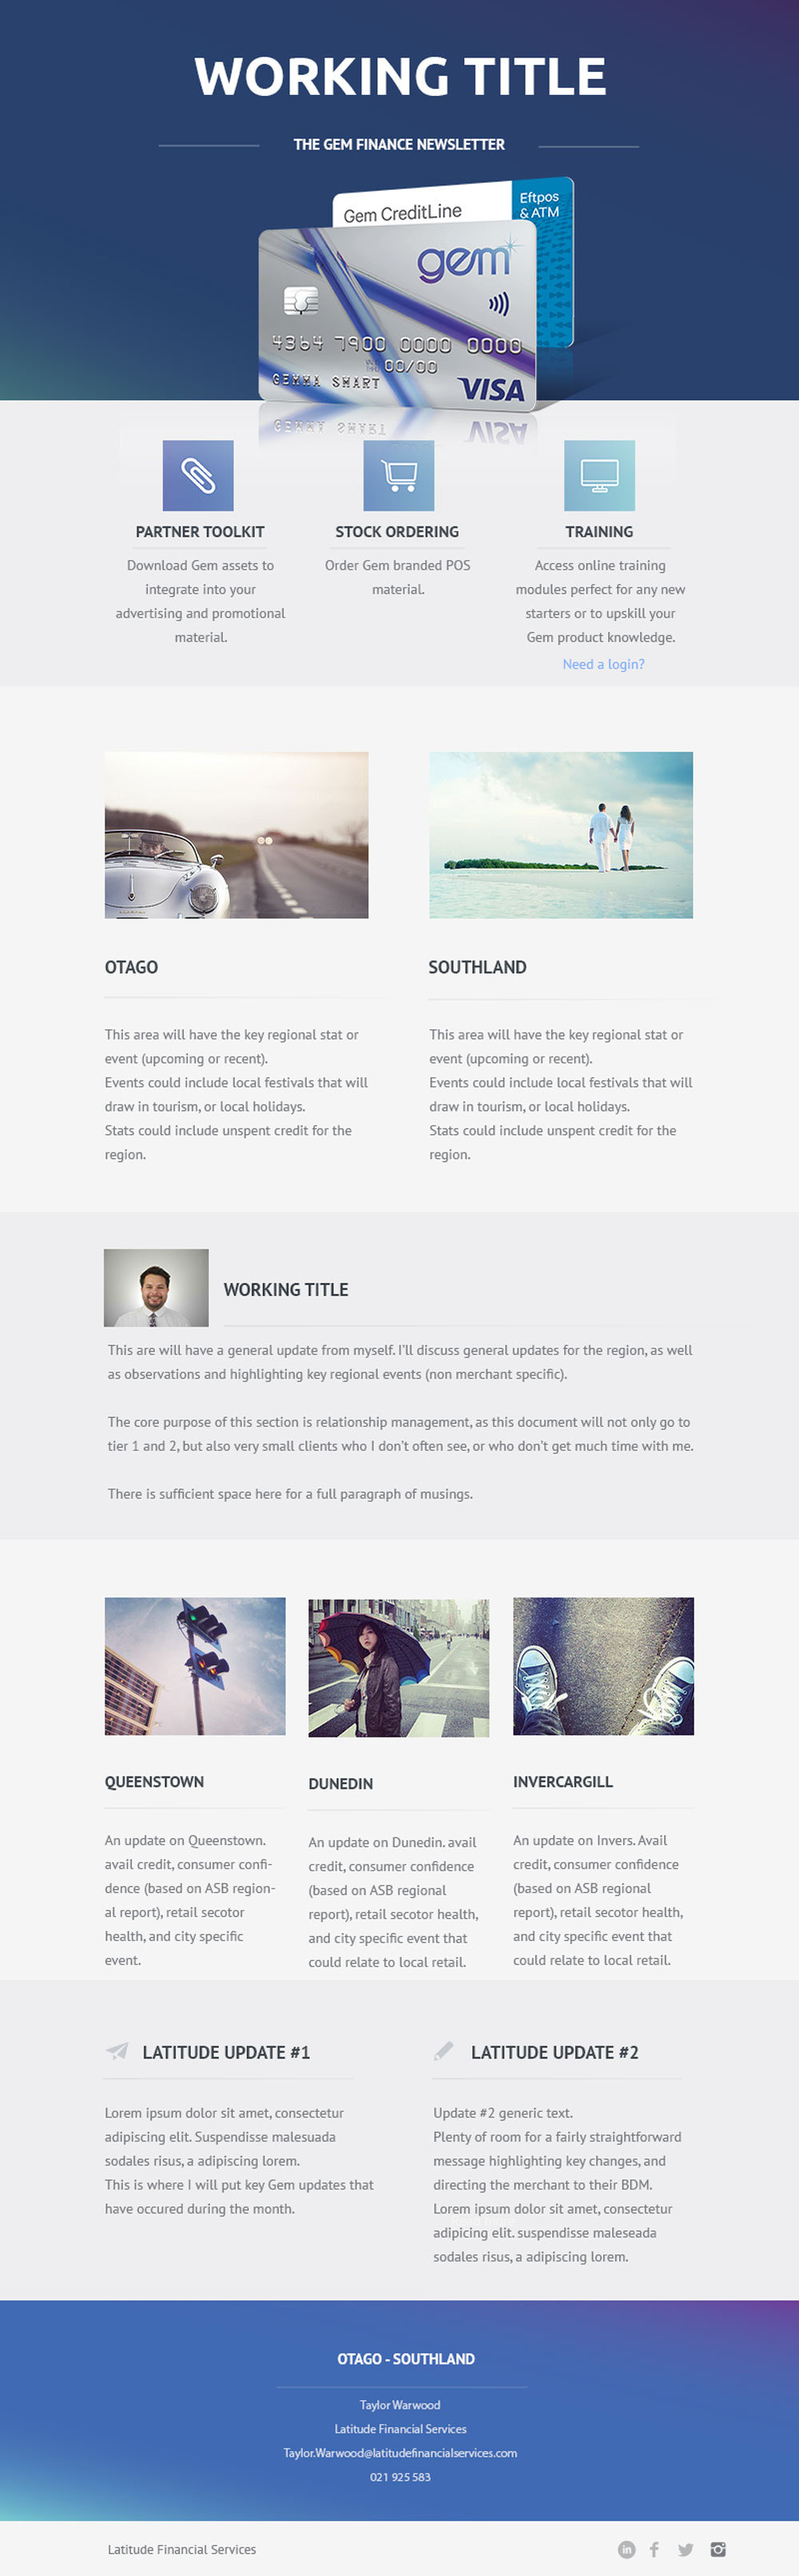 WORKING TITLE
THE GEM FINANCE NEWSLETTER
Gem CreditLine
Eftpos
& ATM
gem
4364 7900 0000 0000
00/00
GEMMA SMART
VISA
PARTNER TOOLKIT
Download Gem assets to
integrate into your
advertising and promotional
material.
STOCK ORDERING
Order Gem branded POS
material.
TRAINING
Access online training
modules perfect for any new
starters or to upskill your
Gem product knowledge.
Need a login?
OTAGO
This area will have the key regional stat or
event (upcoming or recent).
Events could include local festivals that will
draw in tourism, or local holidays.
Stats could include unspent credit for the
region.
SOUTHLAND
This area will have the key regional stat or
event (upcoming or recent).
Events could include local festivals that will
draw in tourism, or local holidays.
Stats could include unspent credit for the
region.
WORKING TITLE
This are will have a general update from myself. I'll discuss general updates for the region, as well
as observations and highlighting key regional events (non merchant specific).
The core purpose of this section is relationship management, as this document will not only go to
tier 1 and 2, but also very small clients who I don't often see, or who don't get much time with me.
There is sufficient space here for a full paragraph of musings.
QUEENSTOWN
An update on Queenstown.
avail credit, consumer confi-
dence (based on ASB region-
al report), retail secotor
health, and city specific
event.
DUNEDIN
An update on Dunedin. avail
credit, consumer confidence
(based on ASB regional
report), retail secotor health,
and city specific event that
could relate to local retail.
INVERCARGILL
An update on Invers. Avail
credit, consumer confidence
(based on ASB regional
report), retail secotor health,
and city specific event that
could relate to local retail.
LATITUDE UPDATE #1
Lorem ipsum dolor sit amet, consectetur
adipiscing elit. Suspendisse malesuada
sodales risus, a adipiscing lorem.
This is where I will put key Gem updates that
have occured during the month.
LATITUDE UPDATE #2
Update #2 generic text.
Plenty of room for a fairly straightforward
message highlighting key changes, and
directing the merchant to their BDM.
Lorem ipsum dolor sit amet, consectetur
adipicing elit. suspendisse maleseada
sodales risus, a adipiscing lorem.
OTAGO - SOUTHLAND
Taylor Warwood
Latitude Financial Services
Taylor.Warwood@latitudefinancialservices.com
021 925 583
Latitude Financial Services